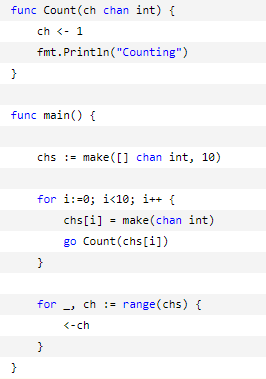 func Count(ch chan int) {
    ch <- 1
    fmt.Println("Counting")
}

func main() {

    chs := make([] chan int, 10)

    for i:=0; i<10; i++ {
        chs[i] = make(chan int)
        go Count(chs[i])
    }

    for _, ch := range(chs) {
        <-ch
    }
}